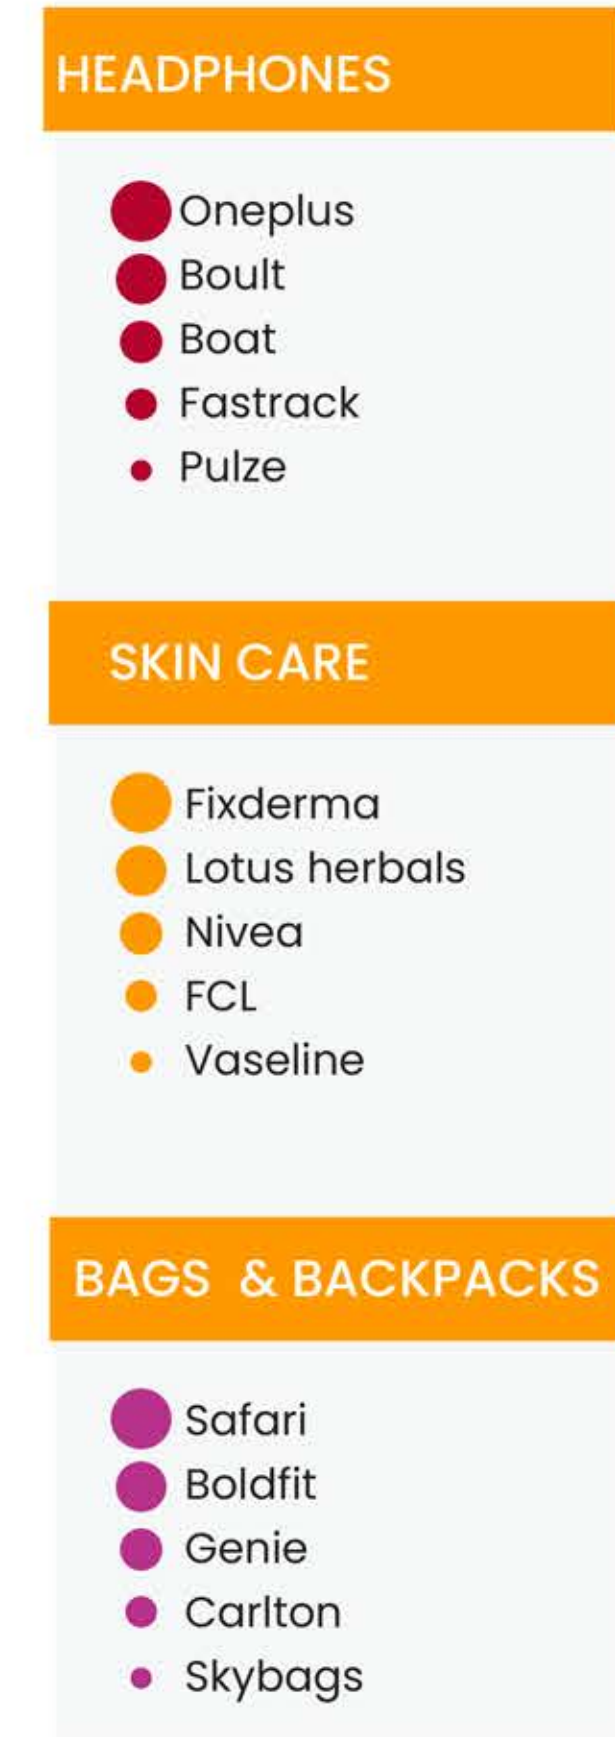 HEADPHONES
Oneplus
Boult
Boat
Fastrack
Pulze
SKIN CARE
Fixderma
Lotus herbals
Nivea
FCL
Vaseline
BAGS & BACKPACKS
Safari
Boldfit
Genie
Carlton
Skybags